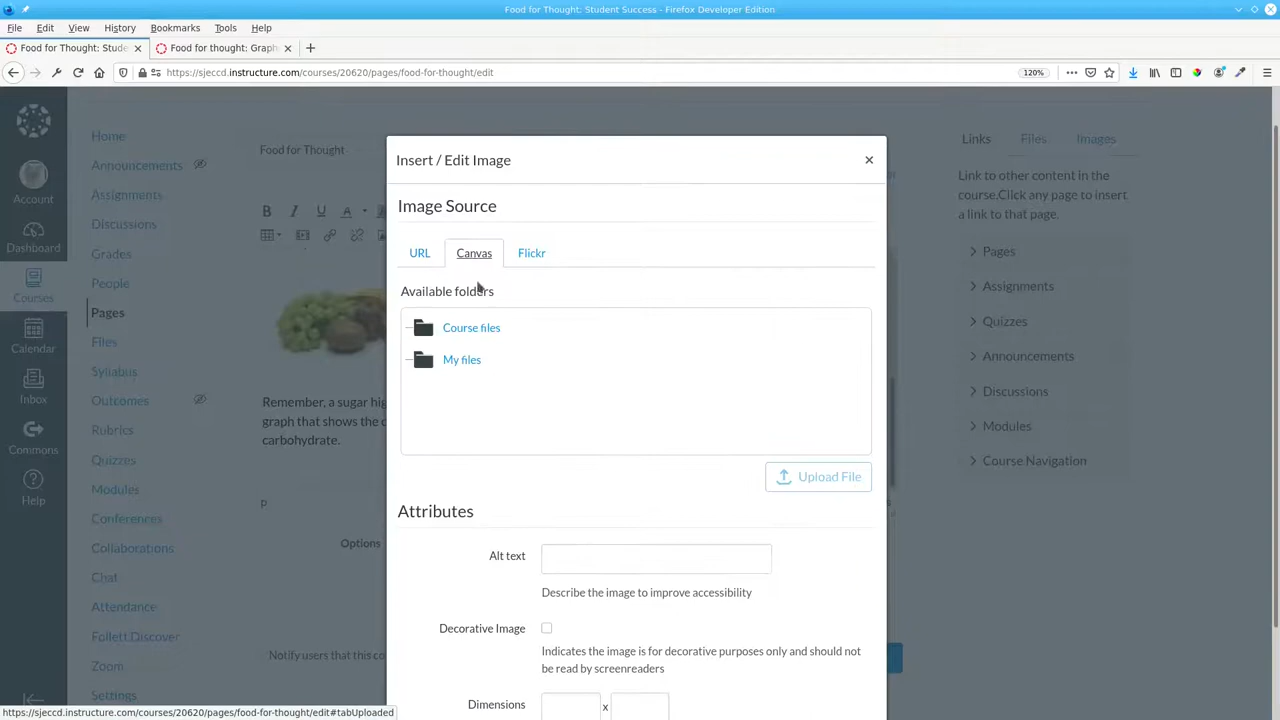 Food for Thought: Student Success - Firefox Developer Edition
File Edit View History Bookmarks Tools Help
Food for Thought: Stude × Food for thought: Graph × +
https://sjeccd.instructure.com/courses/20620/pages/food-for-thought/edit 120%
Account
Dashboard
Courses
Calendar
Inbox
Commons
Help
Home
Announcements
Assignments
Discussions
Grades
People
Pages
Files
Syllabus
Outcomes
Rubrics
Quizzes
Modules
Conferences
Collaborations
Chat
Attendance
Follett Discover
Zoom
Settings
Food for Thought
B I U A
Remember, a sugar hig
graph that shows the c
carbohydrate.
p
Options
Notify users that this co
Insert / Edit Image ×
Image Source
URL Canvas Flickr
Available folders
Course files
My files
Upload File
Attributes
Alt text
Describe the image to improve accessibility
Decorative Image
Indicates the image is for decorative purposes only and should not
be read by screenreaders
Dimensions x
Links Files Images
Link to other content in the
course.Click any page to insert
a link to that page.
Pages
Assignments
Quizzes
Announcements
Discussions
Modules
Course Navigation
https://sjeccd.instructure.com/courses/20620/pages/food-for-thought/edit#tabUploaded